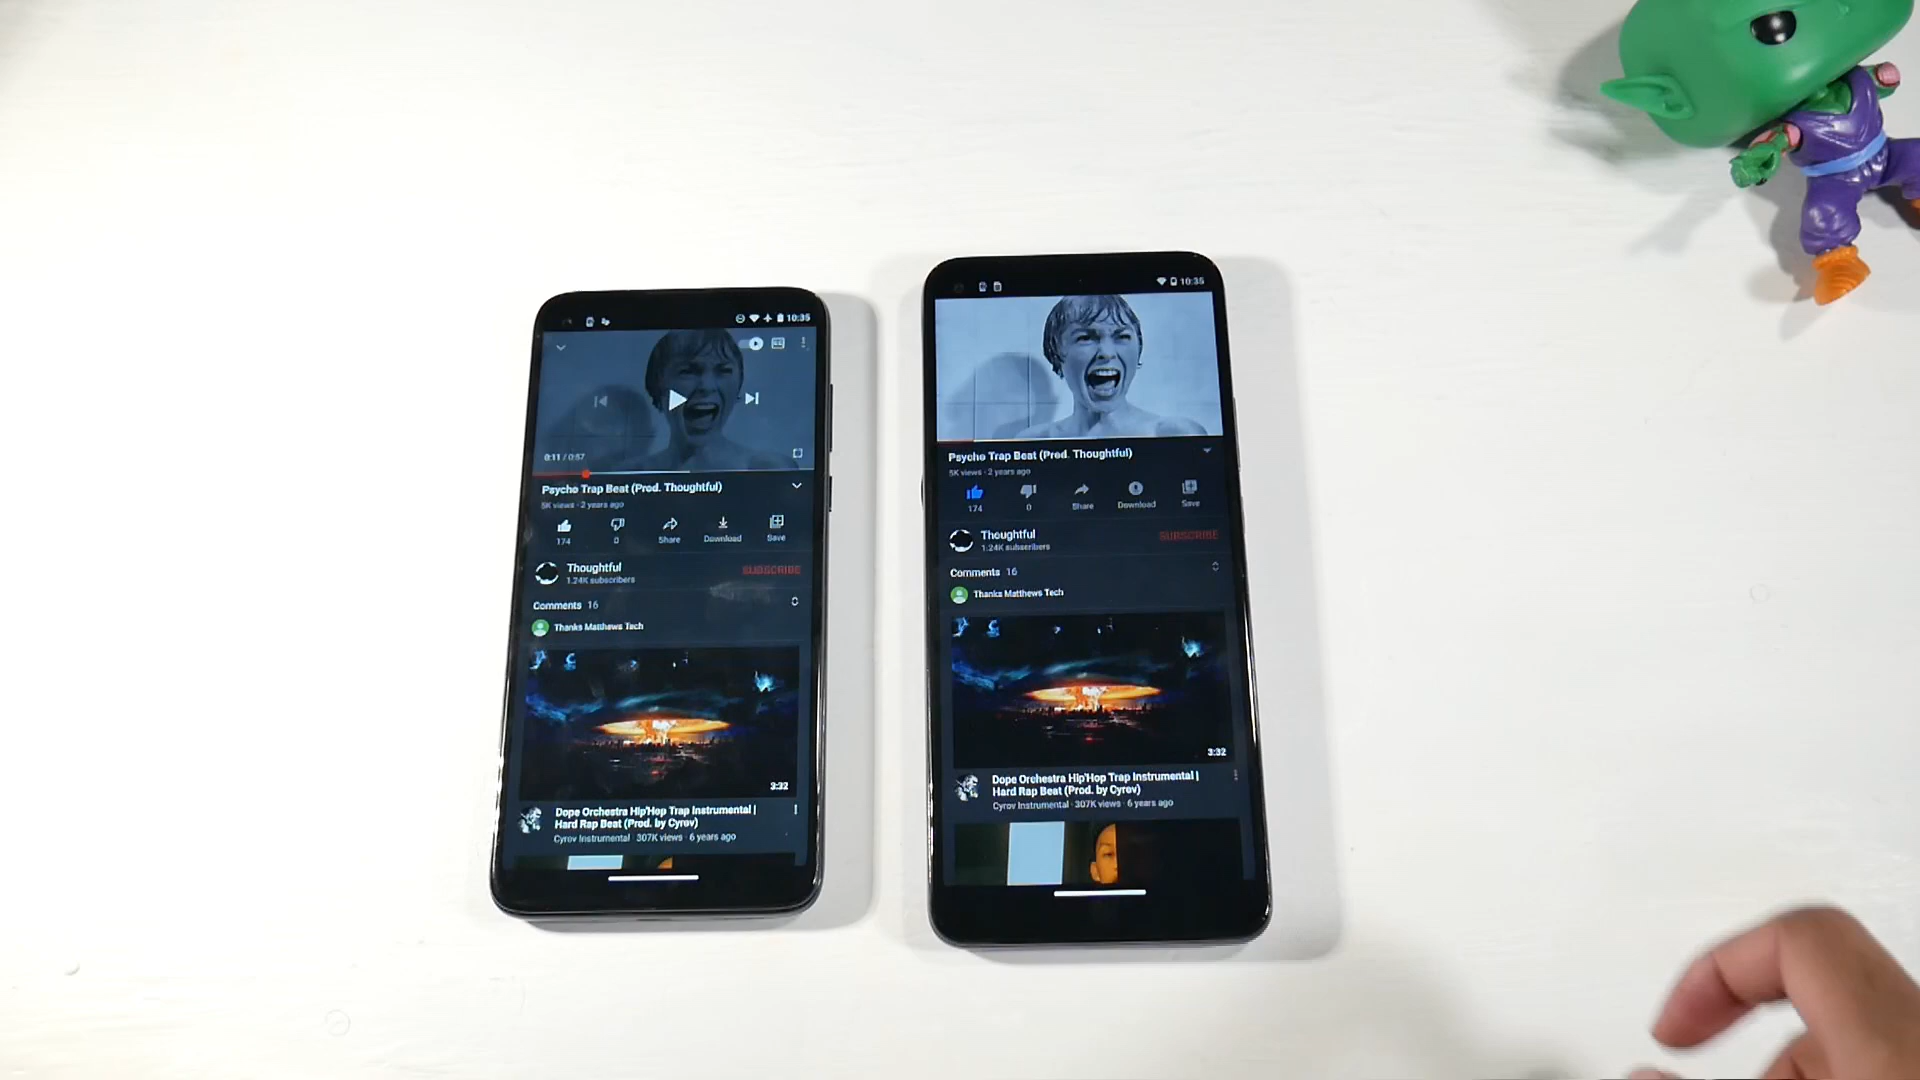 10:35
0:11 / 0:57
Psycho Trap Beat (Prod. Thoughtful)
5K views · 2 years ago
174
0
Share
Download
Save
Thoughtful
1.24K subscribers
SUBSCRIBE
Comments 16
Thanks Matthews Tech
3:32
Dope Orchestra Hip'Hop Trap Instrumental |
Hard Rap Beat (Prod. by Cyrov)
Cyrov Instrumental · 307K views · 6 years ago
10:35
Psycho Trap Beat (Prod. Thoughtful)
5K views · 2 years ago
174
0
Share
Download
Save
Thoughtful
1.24K subscribers
SUBSCRIBE
Comments 16
Thanks Matthews Tech
3:32
Dope Orchestra Hip'Hop Trap Instrumental |
Hard Rap Beat (Prod. by Cyrov)
Cyrov Instrumental · 307K views · 6 years ago